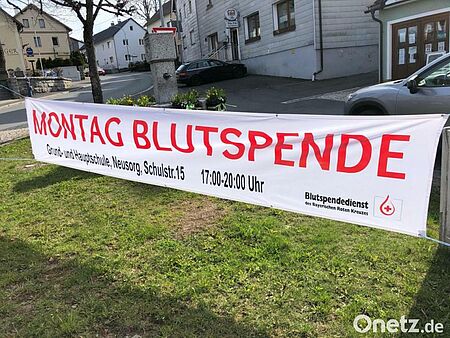 MONTAG BLUTSPENDE
Grund- und Hauptschule, Neusorg, Schulstr.15 17:00-20:00 Uhr
Blutspendedienst
des Bayerischen Roten Kreuzes
Onetz.de